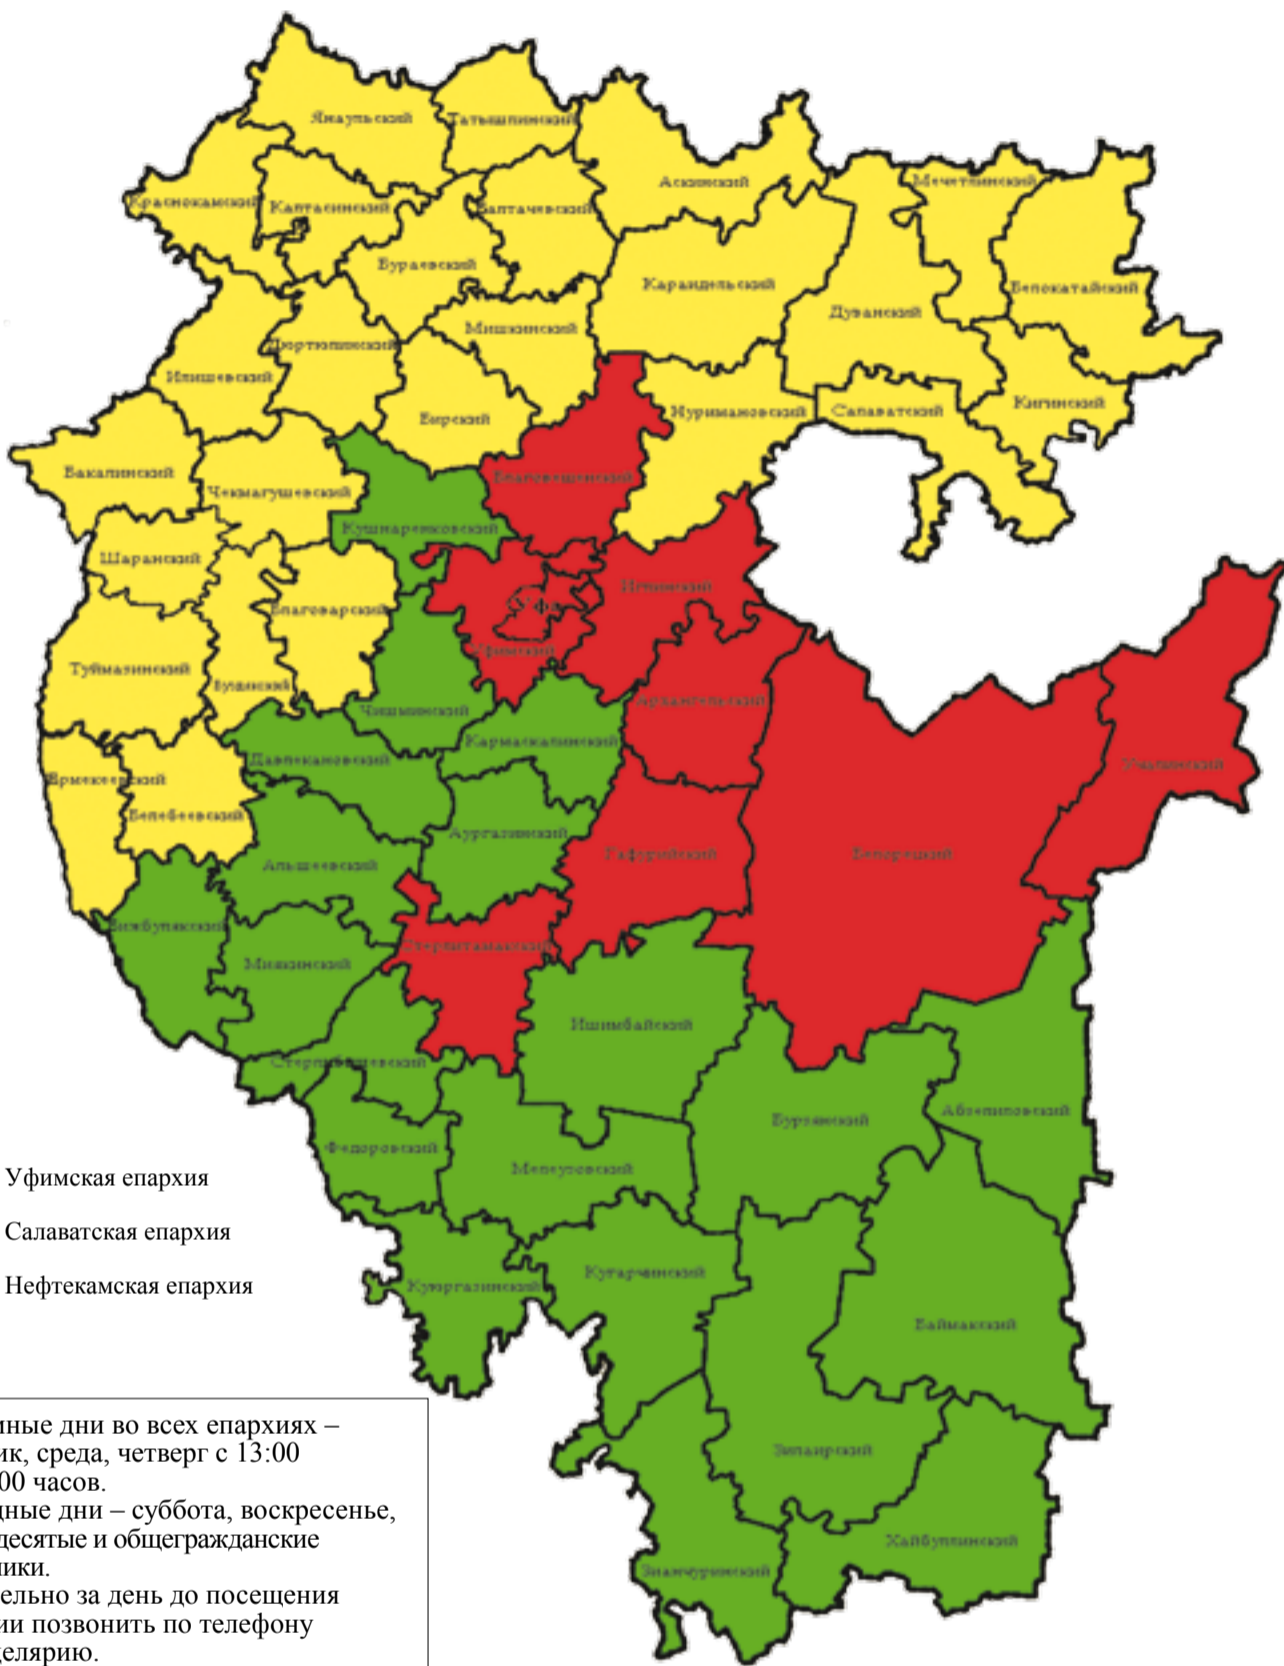 Янаульский
Татышлинский
Аскинский
Мечетлинский
Краснокамский
Калтасинский
Балтачевский
Бураевский
Караидельский
Белокатайский
Дуванский
Мишкинский
Дюртюлинский
Илишевский
Бирский
Нуримановский
Салаватский
Кигинский
Бакалинский
Чекмагушевский
Благовещенский
Кушнаренковский
Шаранский
Иглинский
Благоварский
Уфа
Уфимский
Туймазинский
Буздякский
Архангельский
Чишминский
Кармаскалинский
Давлекановский
Учалинский
Ермекеевский
Белебеевский
Аургазинский
Гафурийский
Белорецкий
Альшеевский
Бижбулякский
Стерлитамакский
Миякинский
Ишимбайский
Стерлибашевский
Абзелиловский
Бурзянский
Федоровский
Мелеутовский
Уфимская епархия
Салаватская епархия
Нефтекамская епархия
Куюргазинский
Кугарчинский
Баймакский
Зилаирский
Хайбуллинский
Знамчуринский
мные дни во всех епархиях –
ик, среда, четверг с 13:00
00 часов.
дные дни – суббота, воскресенье,
десятые и общегражданские
ики.
ельно за день до посещения
ии позвонить по телефону
целярию.